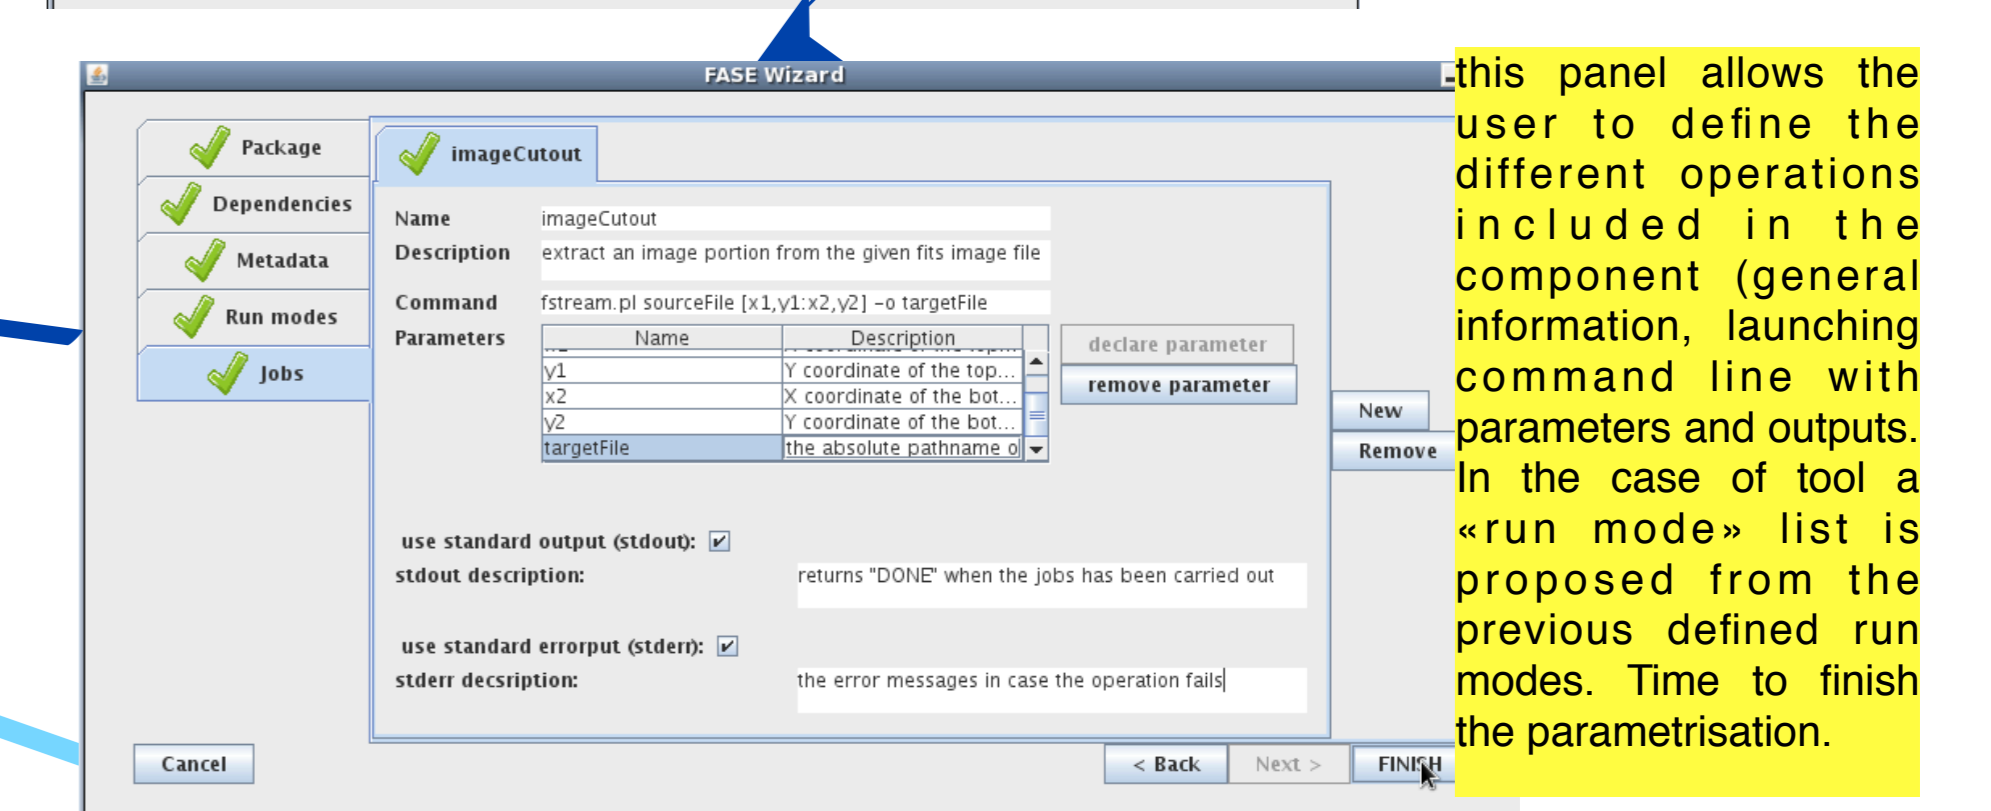 FASE Wizard
Package
Dependencies
Metadata
Run modes
Jobs
imageCutout
Name imageCutout
Description extract an image portion from the given fits image file
Command fstream.pl sourceFile [x1,y1:x2,y2] -o targetFile
Parameters Name Description
y1 Y coordinate of the top...
x2 X coordinate of the bot...
y2 Y coordinate of the bot...
targetFile the absolute pathname o
declare parameter
remove parameter
New
Remove
use standard output (stdout):
stdout description: returns "DONE" when the jobs has been carried out
use standard errorput (stderr):
stderr decsription: the error messages in case the operation fails
Cancel < Back Next > FINISH
this panel allows the
user to define the
different operations
included in the
component (general
information, launching
command line with
parameters and outputs.
In the case of tool a
«run mode» list is
proposed from the
previous defined run
modes. Time to finish
the parametrisation.